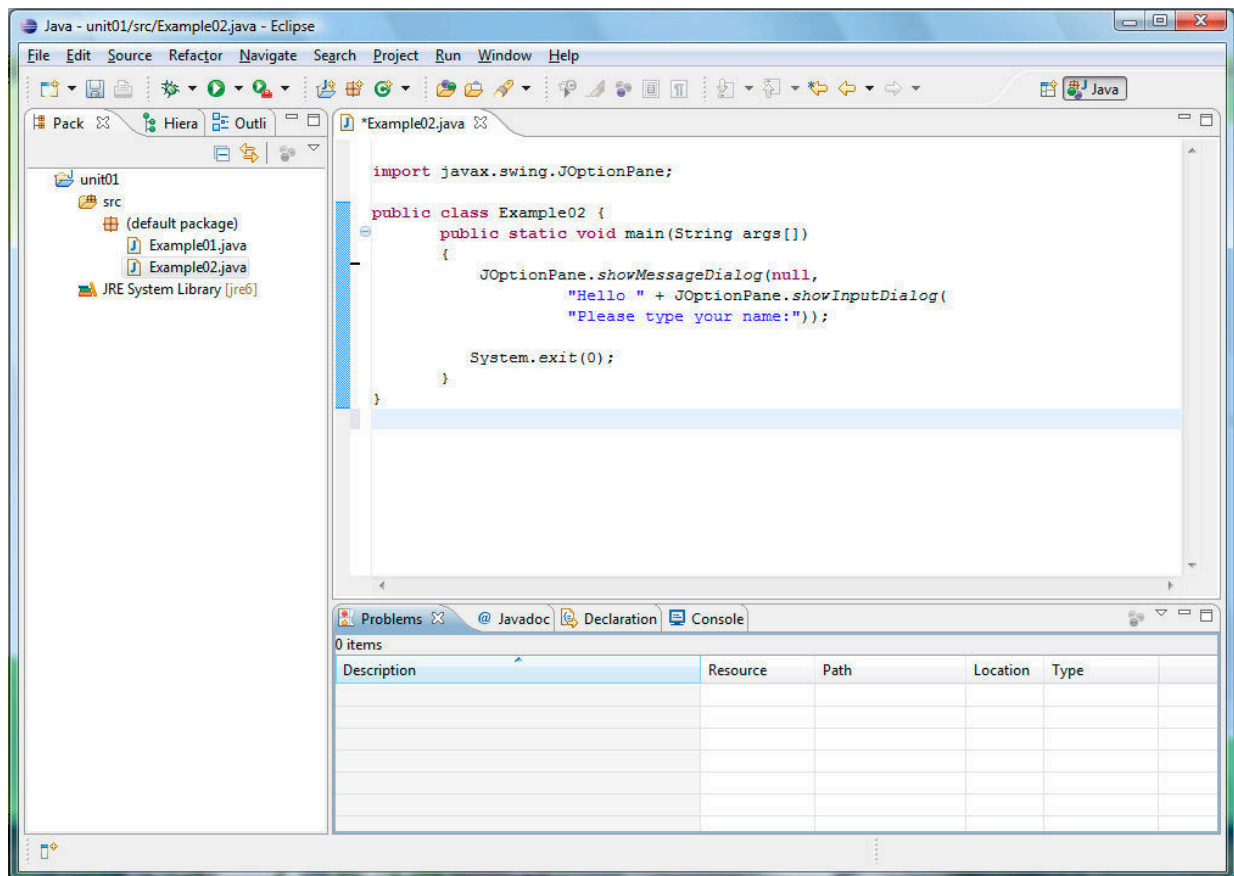 Java - unit01/src/Example02.java - Eclipse
File Edit Source Refactor Navigate Search Project Run Window Help
Java
Pack Hiera Outli
unit01
src
(default package)
Example01.java
Example02.java
JRE System Library [jre6]
*Example02.java
import javax.swing.JOptionPane;
public class Example02 {
public static void main(String args[])
{
JOptionPane.showMessageDialog(null,
"Hello " + JOptionPane.showInputDialog(
"Please type your name:"));
System.exit(0);
}
}
Problems @ Javadoc Declaration Console
0 items
Description Resource Path Location Type